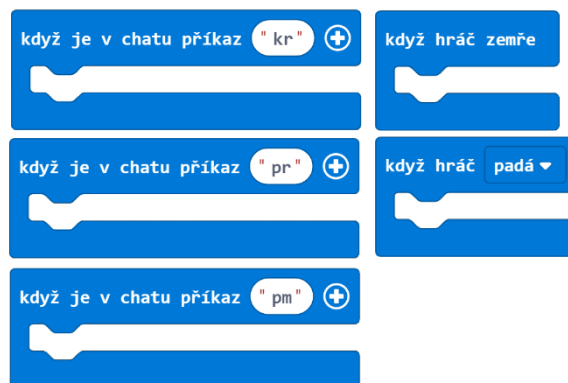 když je v chatu příkaz "kr"
když hráč zemře
když je v chatu příkaz "pr"
když hráč padá
když je v chatu příkaz "pm"